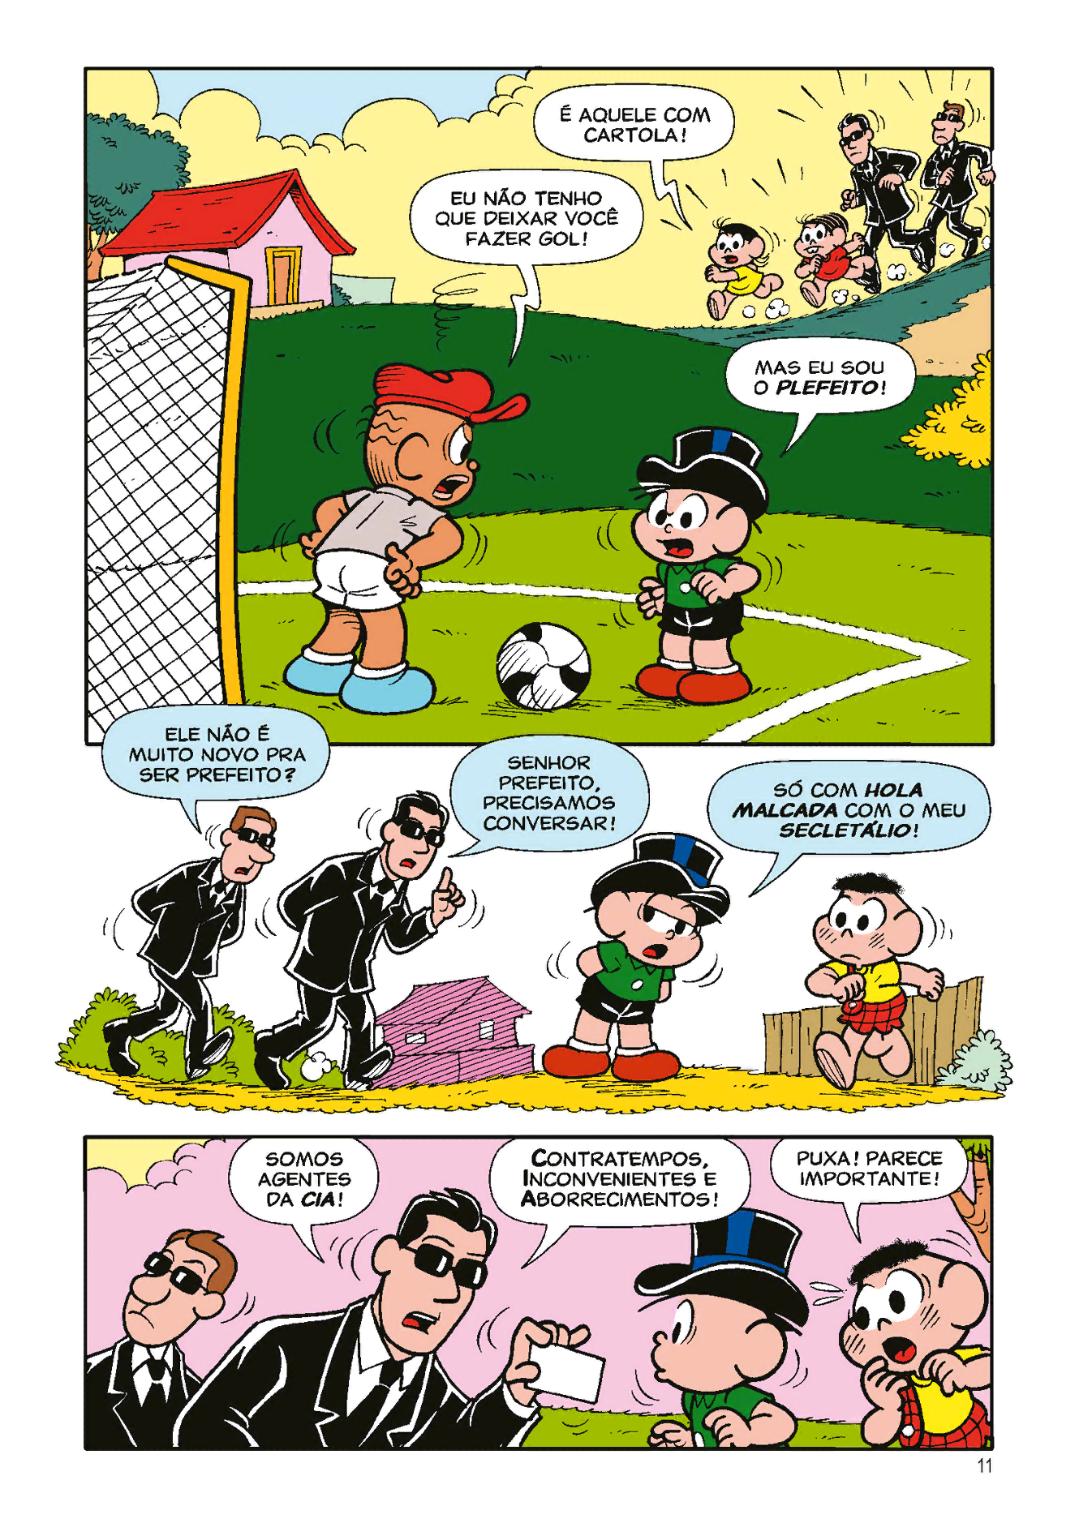 É AQUELE COM
CARTOLA!
EU NÃO TENHO
QUE DEIXAR VOCÊ
FAZER GOL!
MAS EU SOU
O PLEFEITO!
ELE NÃO É
MUITO NOVO PRA
SER PREFEITO?
SENHOR
PREFEITO,
PRECISAMOS
CONVERSAR!
SÓ COM HOLA
MALCADA COM O MEU
SECLETÁLIO!
SOMOS
AGENTES
DA CIA!
CONTRATEMPOS,
INCONVENIENTES E
ABORRECIMENTOS!
PUXA! PARECE
IMPORTANTE!
11